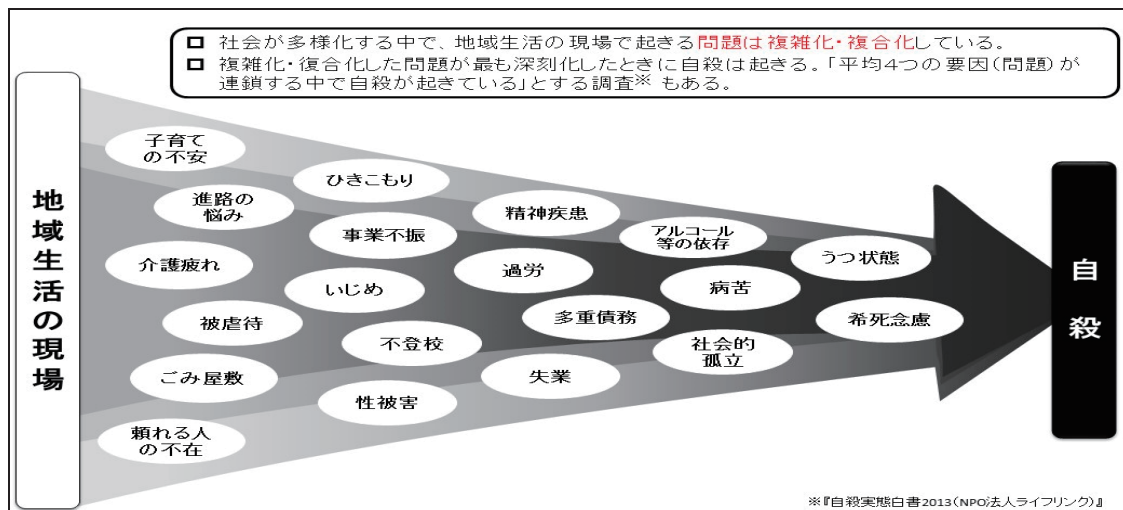 □ 社会が多様化する中で、地域生活の現場で起きる問題は複雑化・複合化している。
□ 複雑化・復合化した問題が最も深刻化したときに自殺は起きる。「平均4つの要因(問題)が
連鎖する中で自殺が起きている」とする調査※ もある。
地域生活の現場
子育て
の不安
進路の
悩み
介護疲れ
被虐待
ごみ屋敷
頼れる人
の不在
ひきこもり
事業不振
いじめ
不登校
性被害
精神疾患
過労
多重債務
失業
アルコール
等の依存
病苦
社会的
孤立
うつ状態
希死念慮
自殺
※『自殺実態白書2013(NPO法人ライフリンク)』